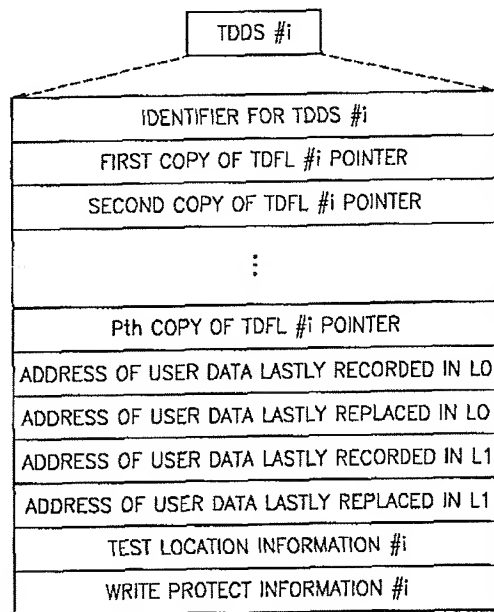 TDDS #i
IDENTIFIER FOR TDDS #i
FIRST COPY OF TDFL #i POINTER
SECOND COPY OF TDFL #i POINTER
⋮
Pth COPY OF TDFL #i POINTER
ADDRESS OF USER DATA LASTLY RECORDED IN L0
ADDRESS OF USER DATA LASTLY REPLACED IN L0
ADDRESS OF USER DATA LASTLY RECORDED IN L1
ADDRESS OF USER DATA LASTLY REPLACED IN L1
TEST LOCATION INFORMATION #i
WRITE PROTECT INFORMATION #i